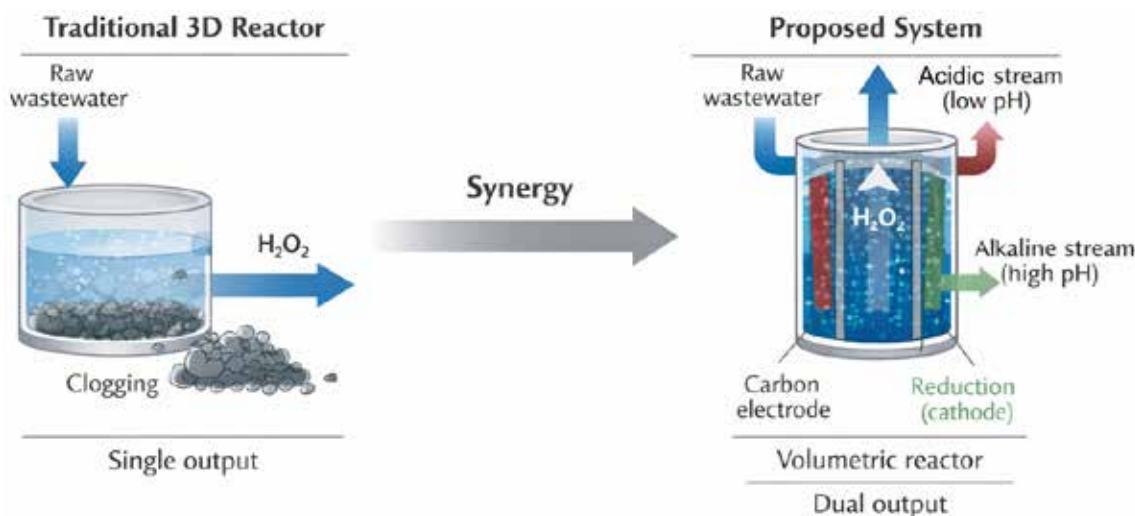 Traditional 3D Reactor
Raw
wastewater
H₂O₂
Clogging
Single output
Synergy
Proposed System
Raw
wastewater
Acidic stream
(low pH)
H₂O₂
Alkaline stream
(high pH)
Carbon
electrode
Reduction
(cathode)
Volumetric reactor
Dual output